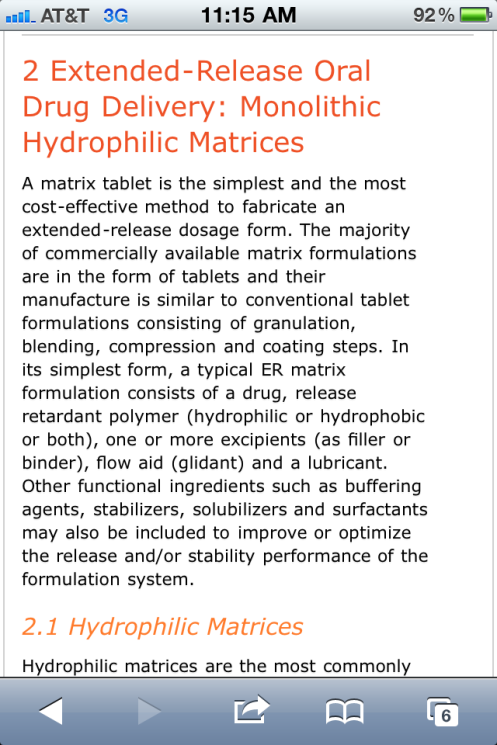 AT&T 3G 11:15 AM 92%
2 Extended-Release Oral
Drug Delivery: Monolithic
Hydrophilic Matrices
A matrix tablet is the simplest and the most
cost-effective method to fabricate an
extended-release dosage form. The majority
of commercially available matrix formulations
are in the form of tablets and their
manufacture is similar to conventional tablet
formulations consisting of granulation,
blending, compression and coating steps. In
its simplest form, a typical ER matrix
formulation consists of a drug, release
retardant polymer (hydrophilic or hydrophobic
or both), one or more excipients (as filler or
binder), flow aid (glidant) and a lubricant.
Other functional ingredients such as buffering
agents, stabilizers, solubilizers and surfactants
may also be included to improve or optimize
the release and/or stability performance of the
formulation system.
2.1 Hydrophilic Matrices
Hydrophilic matrices are the most commonly
6